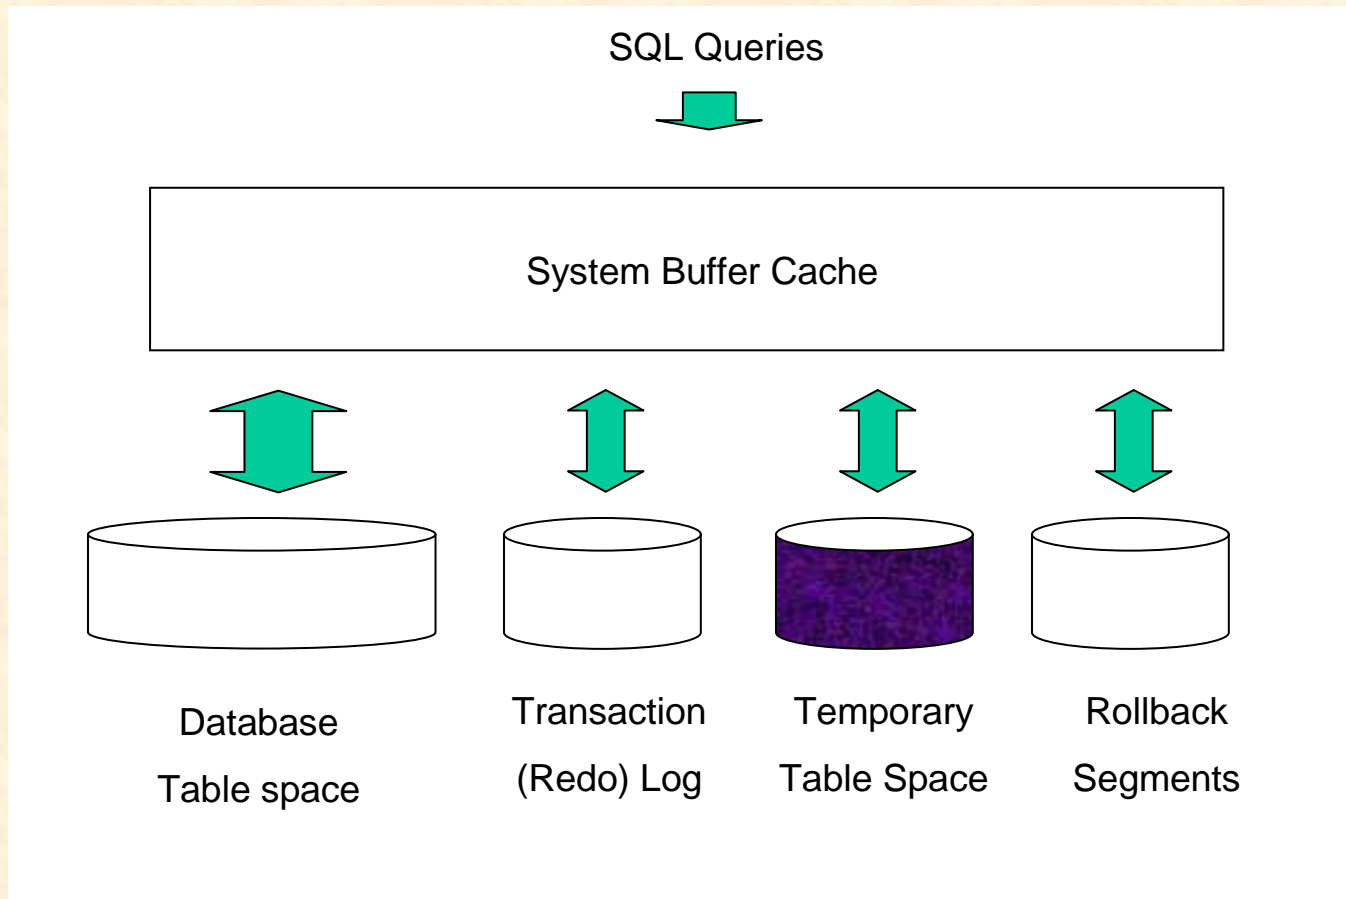 SQL Queries
System Buffer Cache
Database
Table space
Transaction
(Redo) Log
Temporary
Table Space
Rollback
Segments